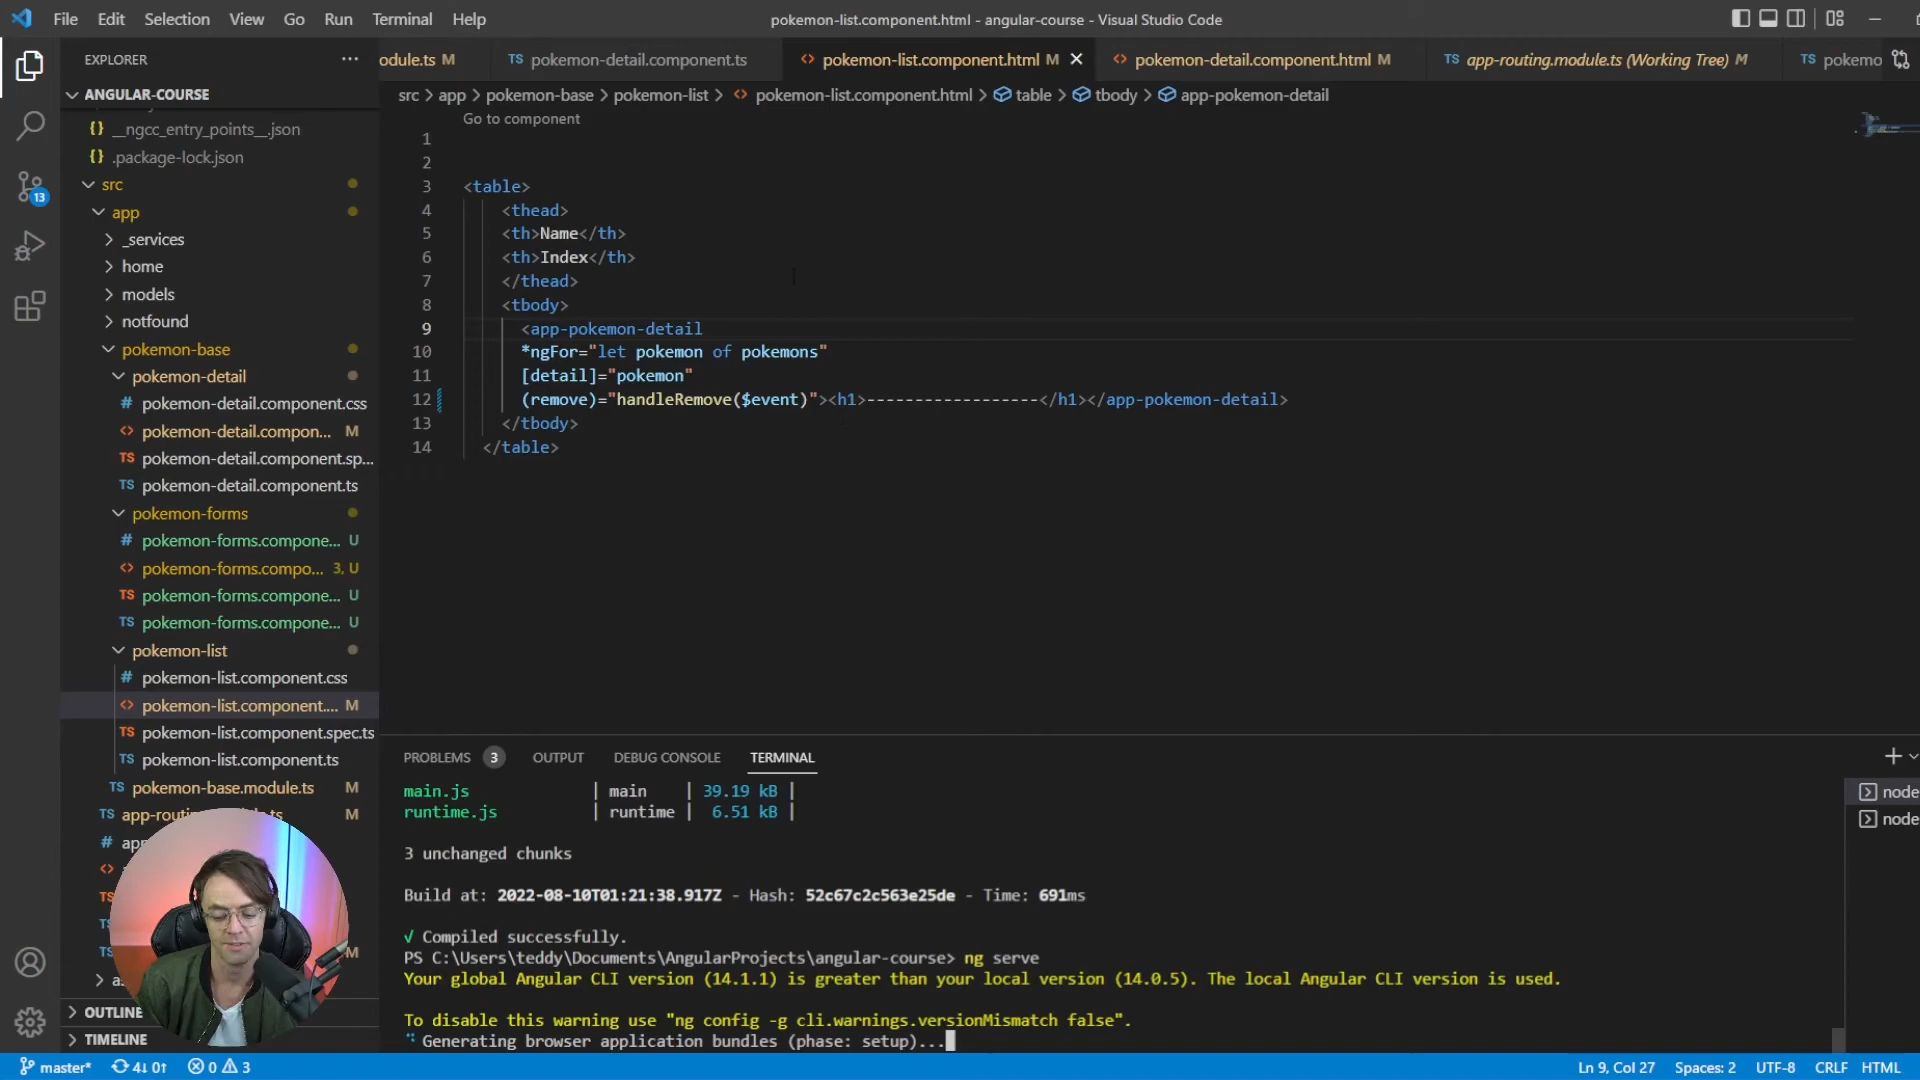 File Edit Selection View Go Run Terminal Help
pokemon-list.component.html - angular-course - Visual Studio Code
EXPLORER
odule.ts M
TS pokemon-detail.component.ts
<> pokemon-list.component.html M
<> pokemon-detail.component.html M
TS app-routing.module.ts (Working Tree) M
TS pokemo
ANGULAR-COURSE
src > app > pokemon-base > pokemon-list > <> pokemon-list.component.html > table > tbody > app-pokemon-detail
{} __ngcc_entry_points__.json
{} .package-lock.json
src
app
_services
home
models
notfound
pokemon-base
pokemon-detail
# pokemon-detail.component.css
<> pokemon-detail.compon... M
TS pokemon-detail.component.sp...
TS pokemon-detail.component.ts
pokemon-forms
# pokemon-forms.compone... U
<> pokemon-forms.compo... 3, U
TS pokemon-forms.compone... U
TS pokemon-forms.compone... U
pokemon-list
# pokemon-list.component.css
<> pokemon-list.component.... M
TS pokemon-list.component.spec.ts
TS pokemon-list.component.ts
TS pokemon-base.module.ts M
TS app-routi ts M
# app
<>
TS
M
OUTLINE
TIMELINE
13
Go to component
1
2
3 <table>
4 <thead>
5 <th>Name</th>
6 <th>Index</th>
7 </thead>
8 <tbody>
9 <app-pokemon-detail
10 *ngFor="let pokemon of pokemons"
11 [detail]="pokemon"
12 (remove)="handleRemove($event)"><h1>------------------</h1></app-pokemon-detail>
13 </tbody>
14 </table>
PROBLEMS 3 OUTPUT DEBUG CONSOLE TERMINAL
main.js | main | 39.19 kB |
runtime.js | runtime | 6.51 kB |
3 unchanged chunks
Build at: 2022-08-10T01:21:38.917Z - Hash: 52c67c2c563e25de - Time: 691ms
√ Compiled successfully.
PS C:\Users\teddy\Documents\AngularProjects\angular-course> ng serve
Your global Angular CLI version (14.1.1) is greater than your local version (14.0.5). The local Angular CLI version is used.
To disable this warning use "ng config -g cli.warnings.versionMismatch false".
Generating browser application bundles (phase: setup)...
node
node
master* 4↓ 0↑ 0 3
Ln 9, Col 27 Spaces: 2 UTF-8 CRLF HTML